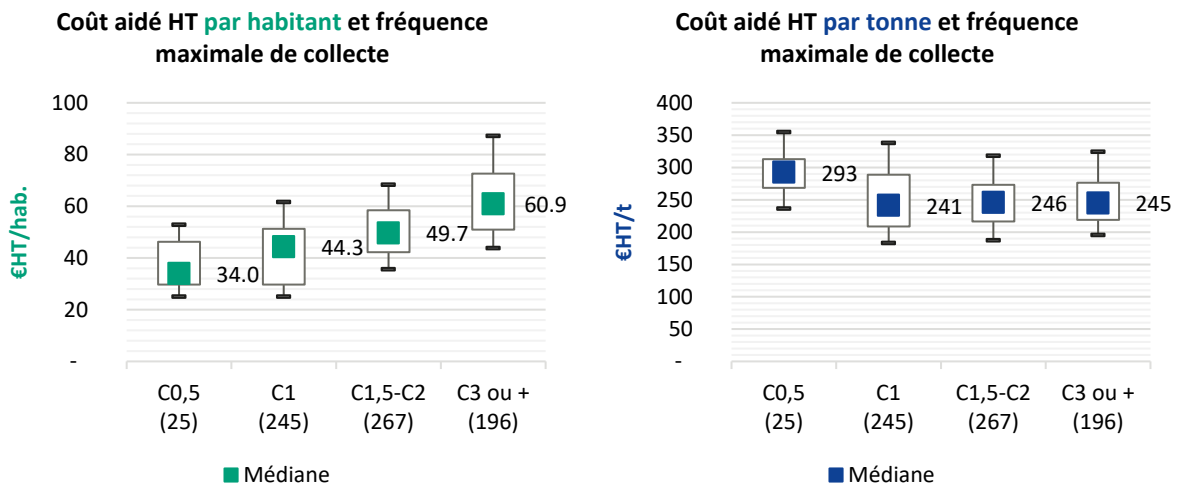 Coût aidé HT par habitant et fréquence
maximale de collecte
€HT/hab.
100
80
60
40
20
-
34.0
44.3
49.7
60.9
C0,5
(25)
C1
(245)
C1,5-C2
(267)
C3 ou +
(196)
Médiane
Coût aidé HT par tonne et fréquence
maximale de collecte
€HT/t
400
350
300
250
200
150
100
50
-
293
241
246
245
C0,5
(25)
C1
(245)
C1,5-C2
(267)
C3 ou +
(196)
Médiane